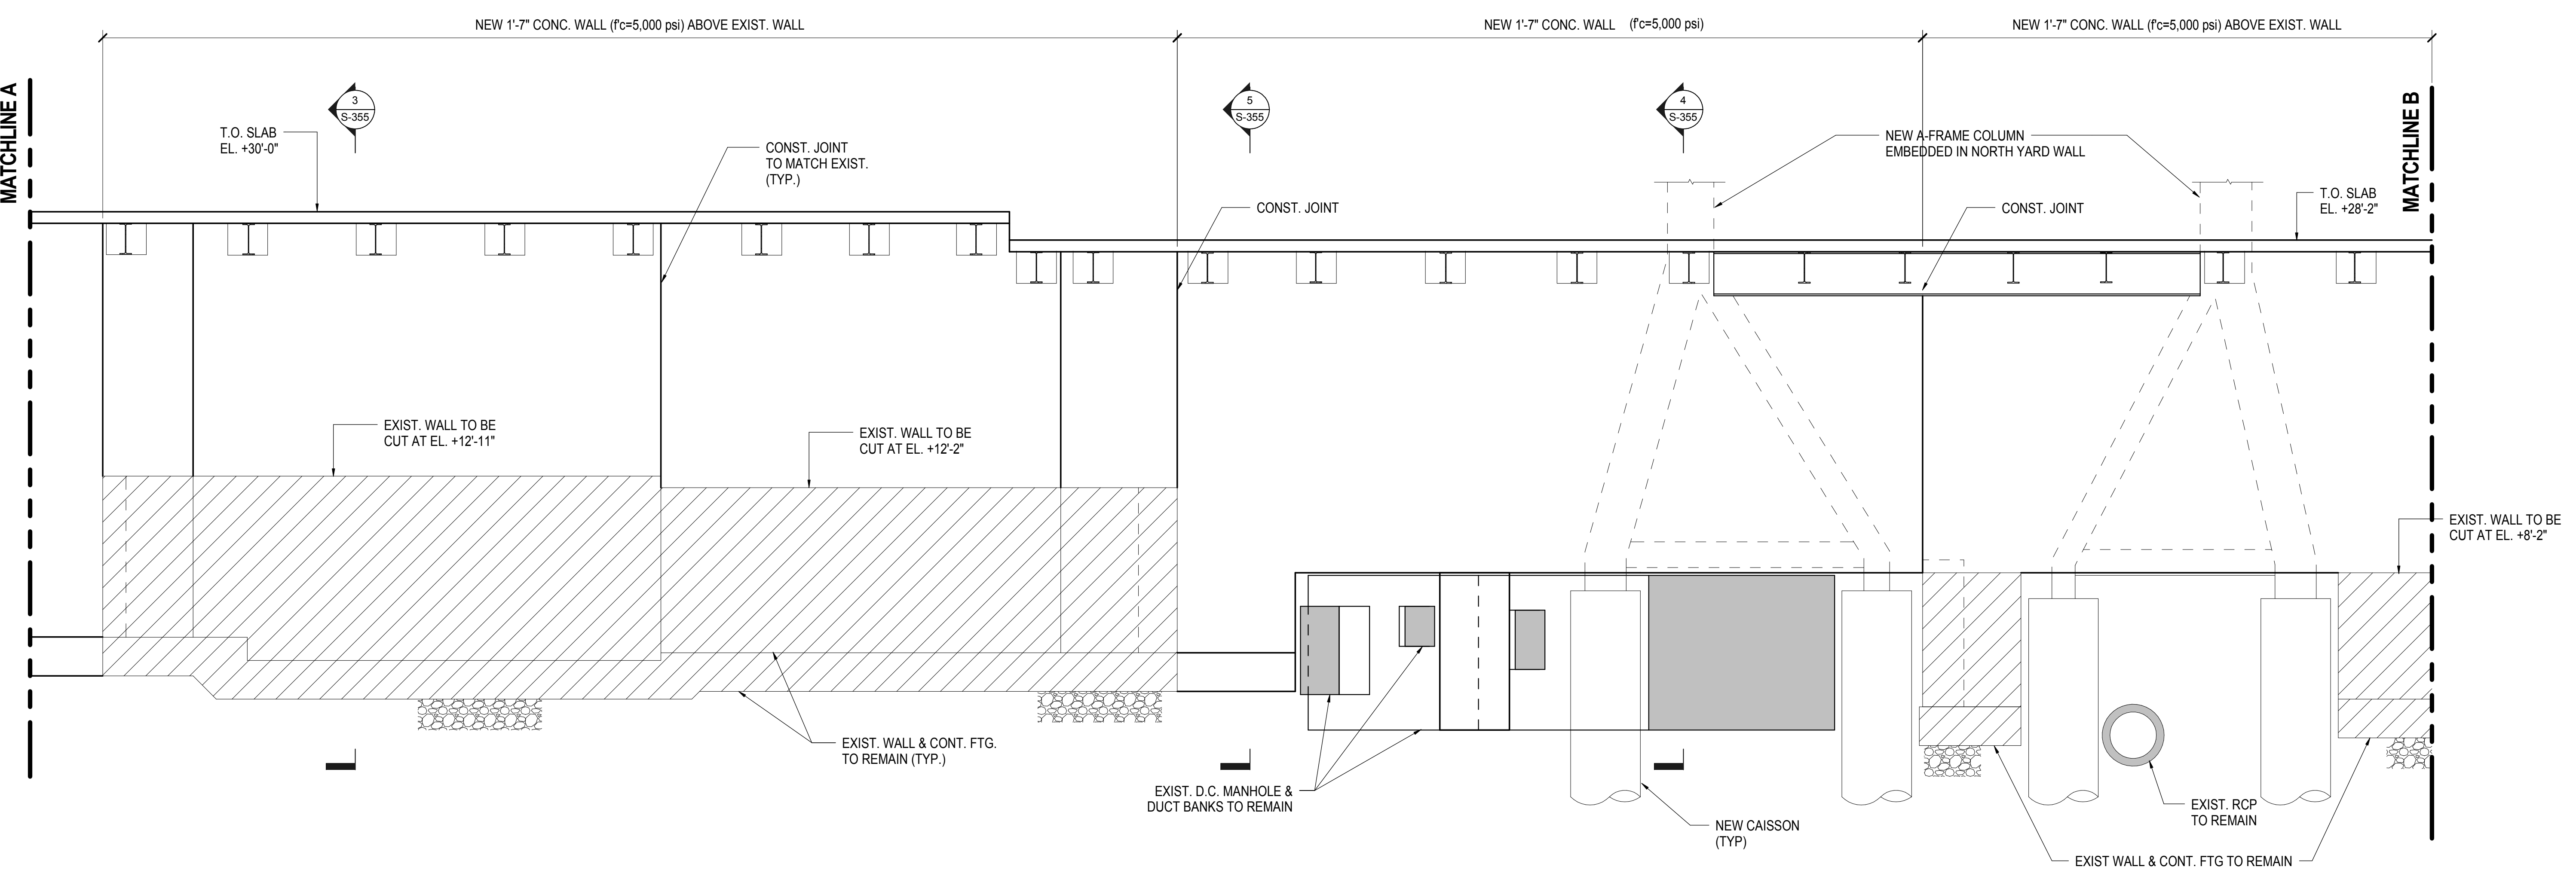 NEW 1'-7" CONC. WALL (f'c=5,000 psi) ABOVE EXIST. WALL
NEW 1'-7" CONC. WALL (f'c=5,000 psi)
NEW 1'-7" CONC. WALL (f'c=5,000 psi) ABOVE EXIST. WALL
MATCHLINE A
3
S-355
5
S-355
4
S-355
MATCHLINE B
T.O. SLAB
EL. +30'-0"
CONST. JOINT
TO MATCH EXIST.
(TYP.)
NEW A-FRAME COLUMN
EMBEDDED IN NORTH YARD WALL
CONST. JOINT
CONST. JOINT
T.O. SLAB
EL. +28'-2"
EXIST. WALL TO BE
CUT AT EL. +12'-11"
EXIST. WALL TO BE
CUT AT EL. +12'-2"
EXIST. WALL TO BE
CUT AT EL. +8'-2"
EXIST. WALL & CONT. FTG.
TO REMAIN (TYP.)
EXIST. D.C. MANHOLE &
DUCT BANKS TO REMAIN
NEW CAISSON
(TYP)
EXIST. RCP
TO REMAIN
EXIST WALL & CONT. FTG TO REMAIN